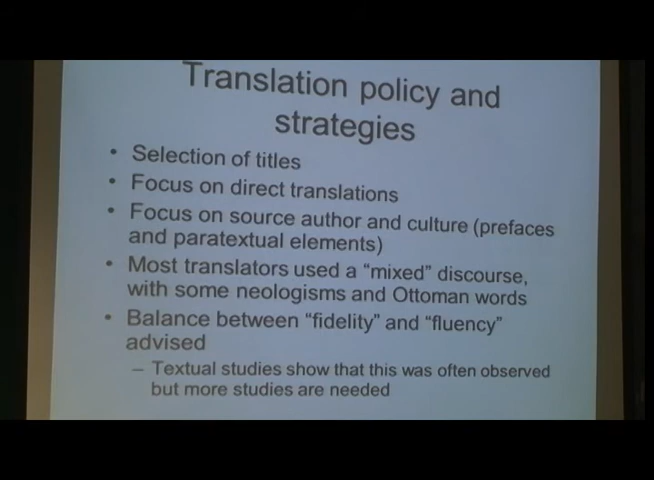 Translation policy and
strategies
• Selection of titles
• Focus on direct translations
• Focus on source author and culture (prefaces
and paratextual elements)
• Most translators used a “mixed” discourse,
with some neologisms and Ottoman words
• Balance between “fidelity” and “fluency”
advised
– Textual studies show that this was often observed
but more studies are needed